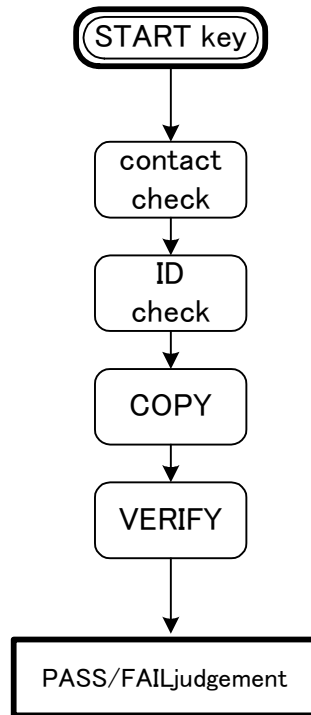 START key
contact
check
ID
check
COPY
VERIFY
PASS/FAILjudgement